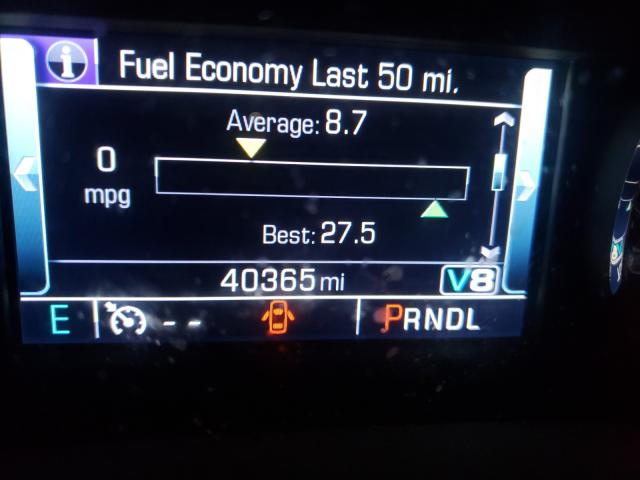 Fuel Economy Last 50 mi.
Average: 8.7
0
mpg
Best: 27.5
40365 mi V8
E -- PRNDL